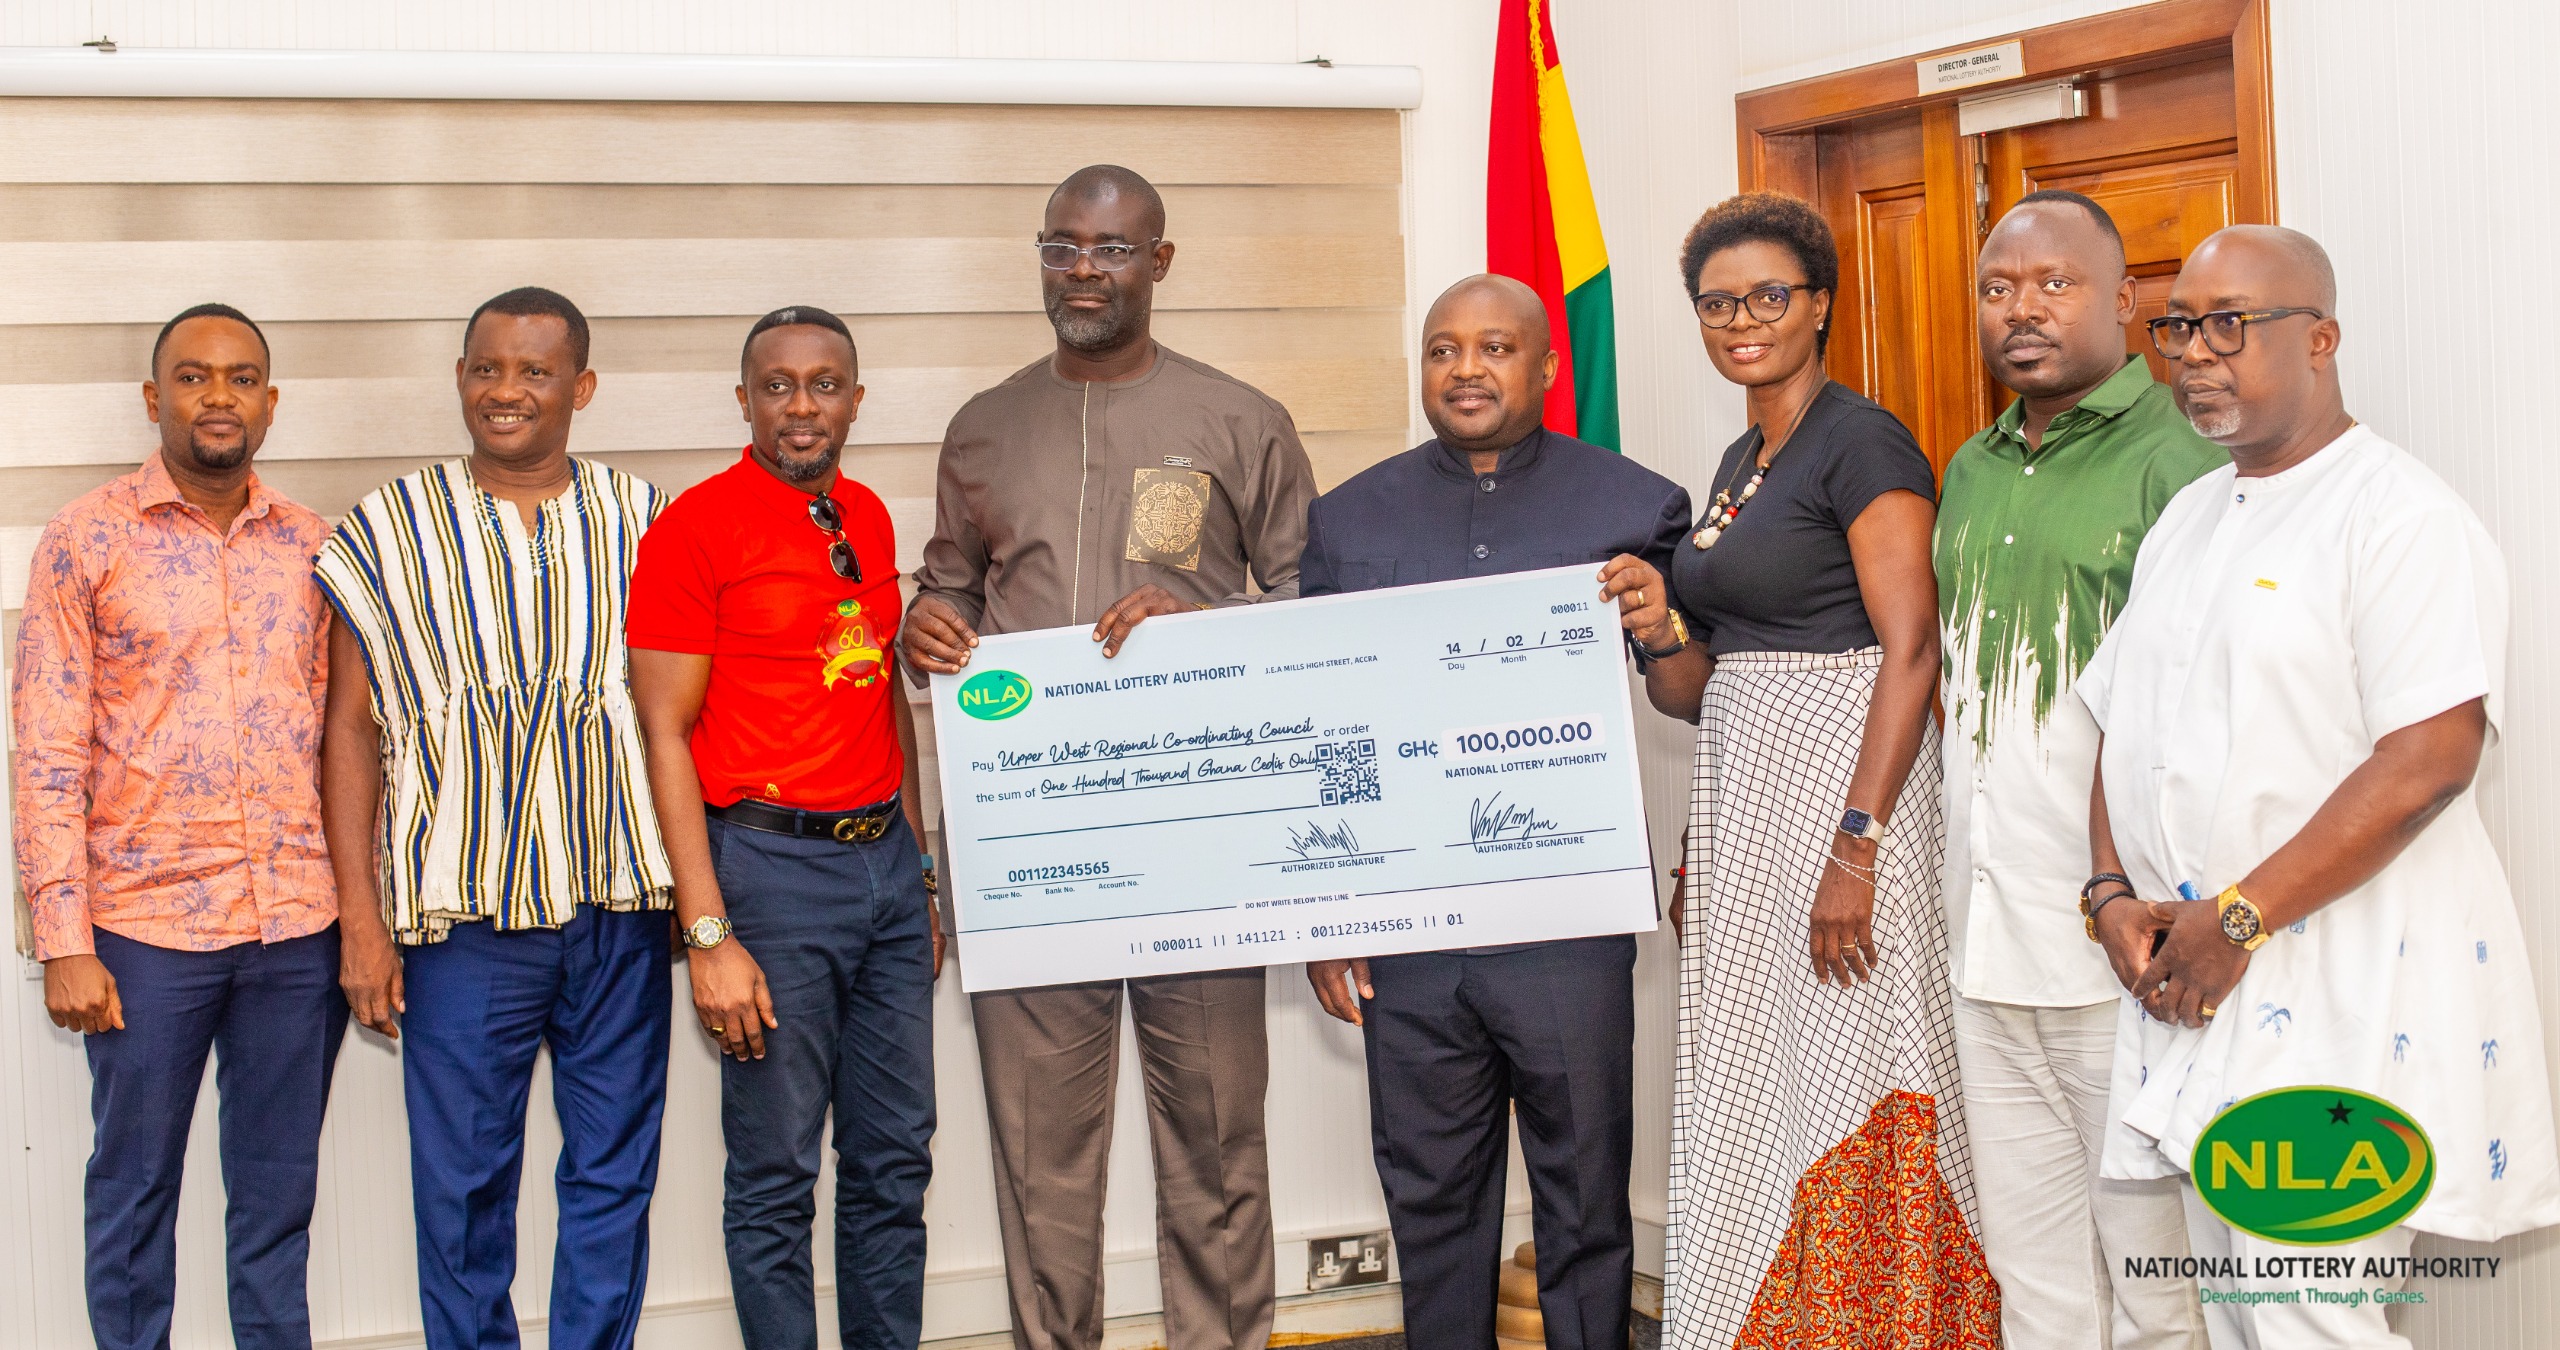 DIRECTOR - GENERAL
NATIONAL LOTTERY AUTHORITY
NLA
60
000011
14 / 02 / 2025
Day Month Year
NLA
NATIONAL LOTTERY AUTHORITY
J.E.A MILLS HIGH STREET, ACCRA
Pay Upper West Regional Co-ordinating Council or order
the sum of One Hundred Thousand Ghana Cedis Only
GH¢ 100,000.00
NATIONAL LOTTERY AUTHORITY
AUTHORIZED SIGNATURE
AUTHORIZED SIGNATURE
001122345565
Cheque No. Bank No. Account No.
DO NOT WRITE BELOW THIS LINE
|| 000011 || 141121 : 001122345565 || 01
NLA
NATIONAL LOTTERY AUTHORITY
Development Through Games.